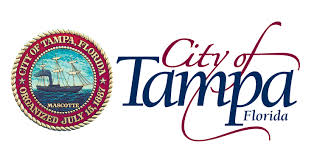 CITY OF TAMPA, FLORIDA
MASCOTTE
ORGANIZED JULY 15, 1887
City of
Tampa
Florida